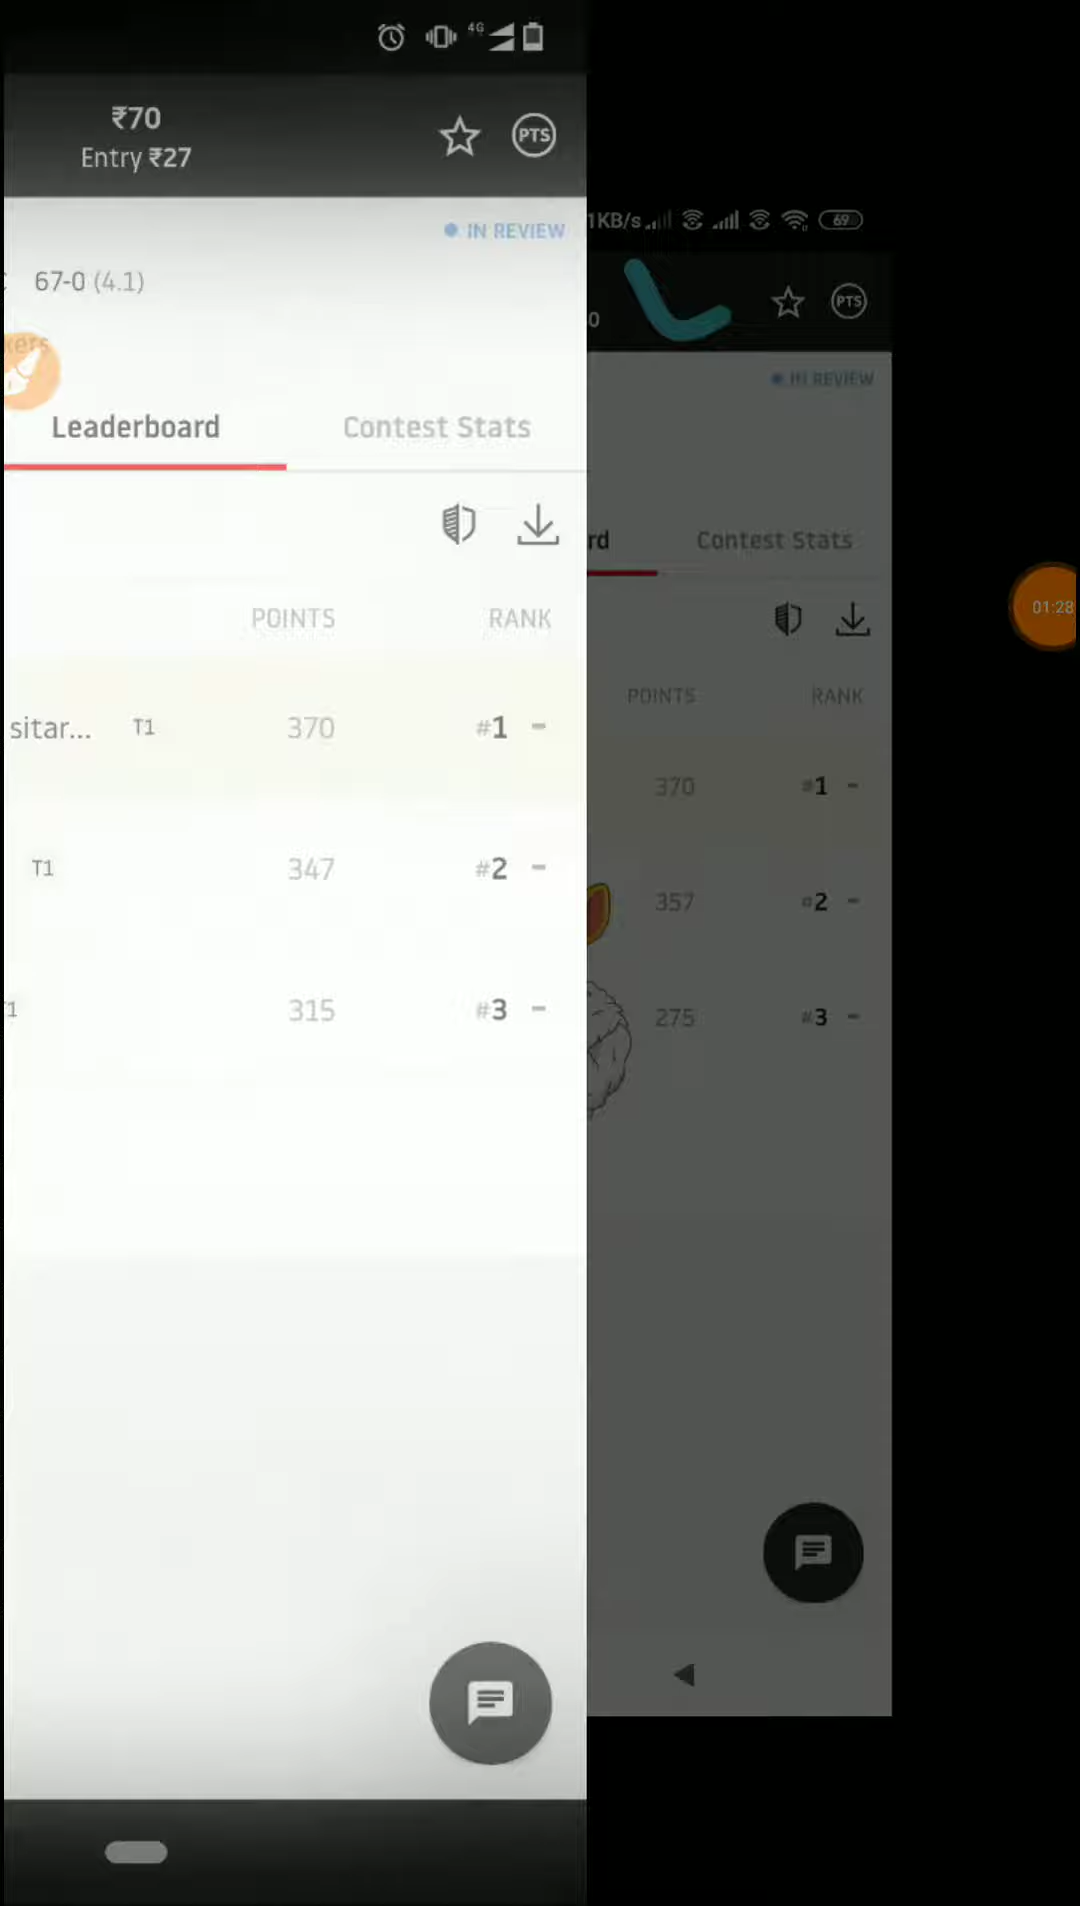 4G
₹70
PTS
Entry ₹27
IN REVIEW
67-0 (4.1)
Leaderboard
Contest Stats
POINTS
RANK
sitar...
T1
370
#1
T1
347
#2
315
#3
1KB/s
69
0
PTS
IN REVIEW
rd
Contest Stats
POINTS
RANK
370
#1
357
#2
275
#3
01:28